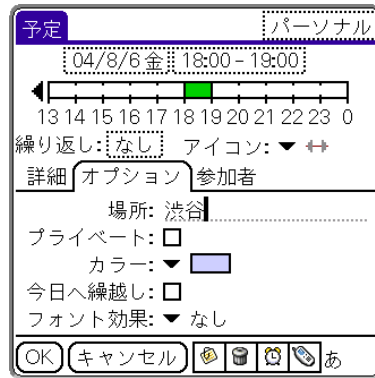 予定 パーソナル
04/8/6 金 18:00 - 19:00
13 14 15 16 17 18 19 20 21 22 23 0
繰り返し: なし アイコン:
詳細 オプション 参加者
場所: 渋谷
プライベート:
カラー:
今日へ繰越し:
フォント効果: なし
OK キャンセル あ